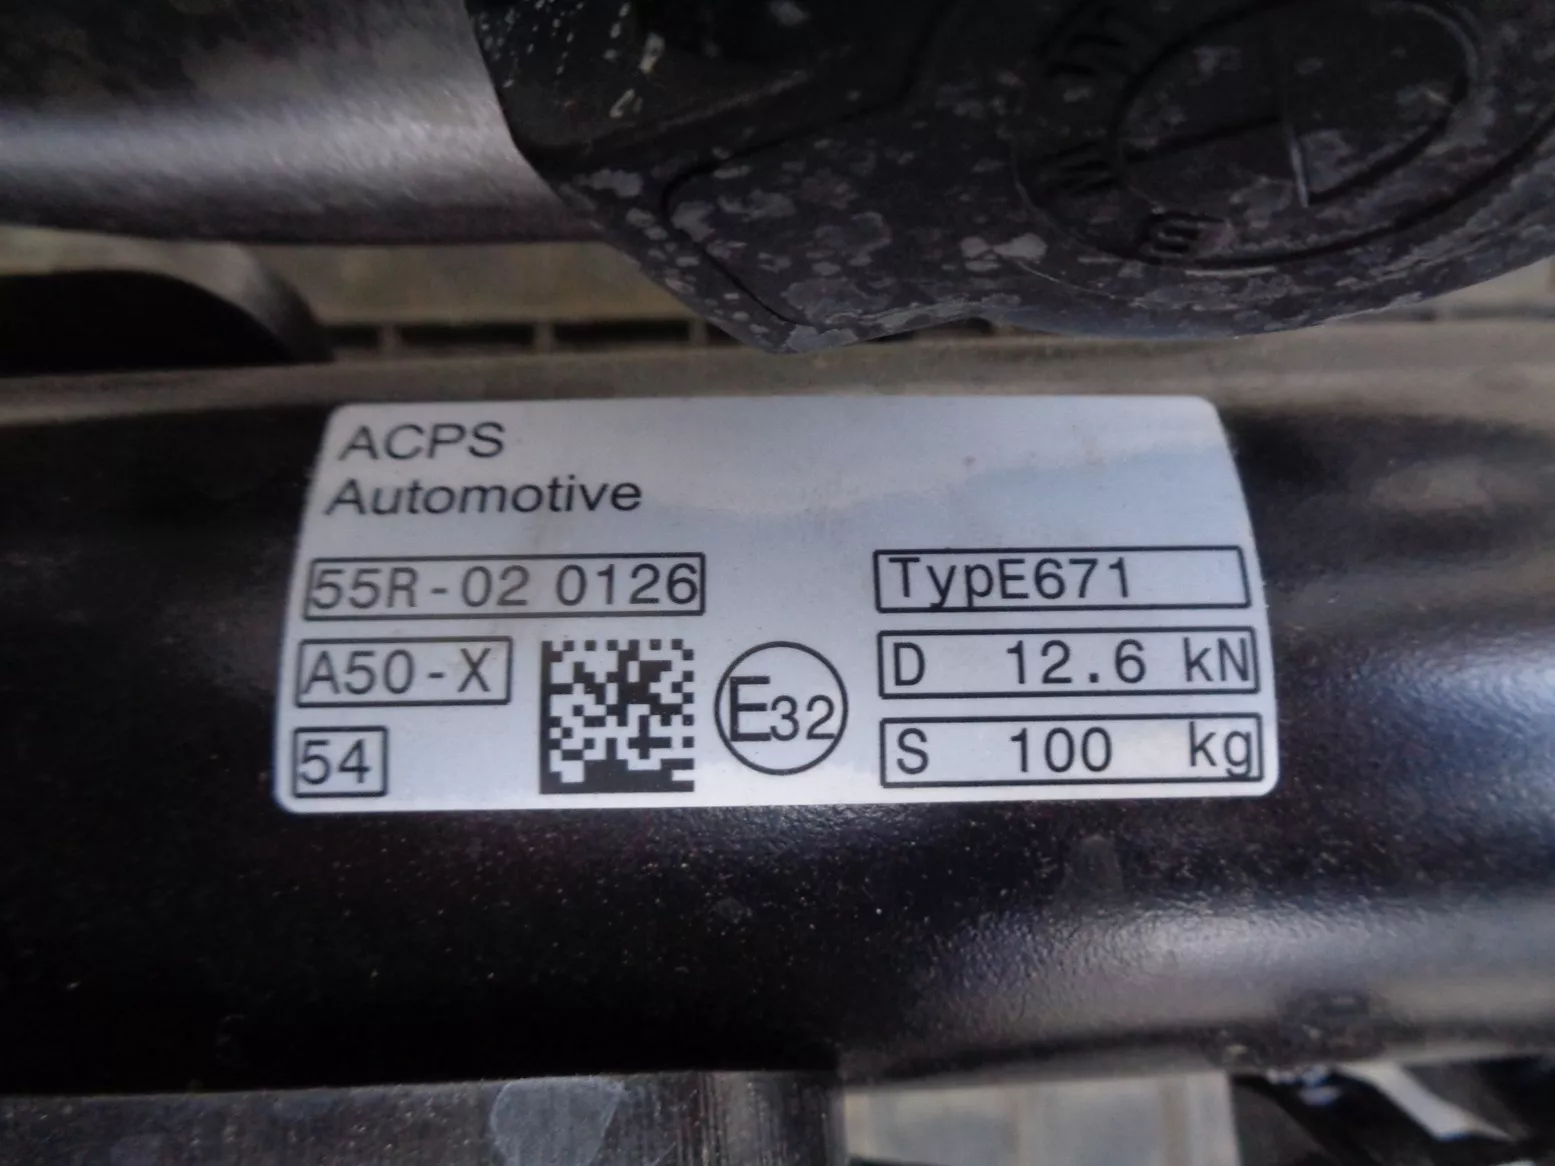 ACPS
Automotive
55R-02 0126
TypE671
A50-X
D 12.6 kN
E32
54
S 100 kg